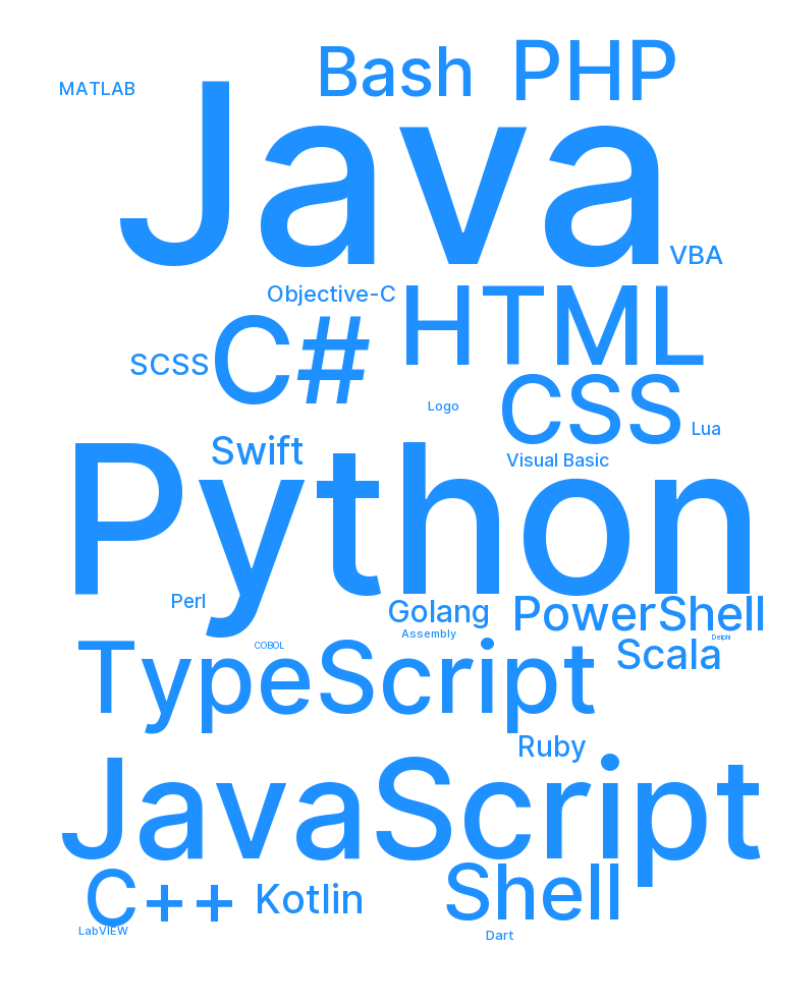 Bash PHP
MATLAB
Java
VBA
Objective-C HTML
SCSS C#
CSS
Logo
Lua
Swift
Visual Basic
Python
Perl
Golang PowerShell
Assembly
Delphi
COBOL
TypeScript Scala
Ruby
JavaScript
C++ Kotlin Shell
LabVIEW
Dart